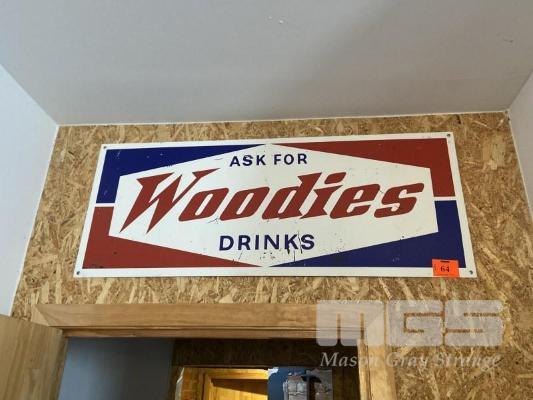 ASK FOR
Woodies
DRINKS
64
MGS
Mason Gray Strange